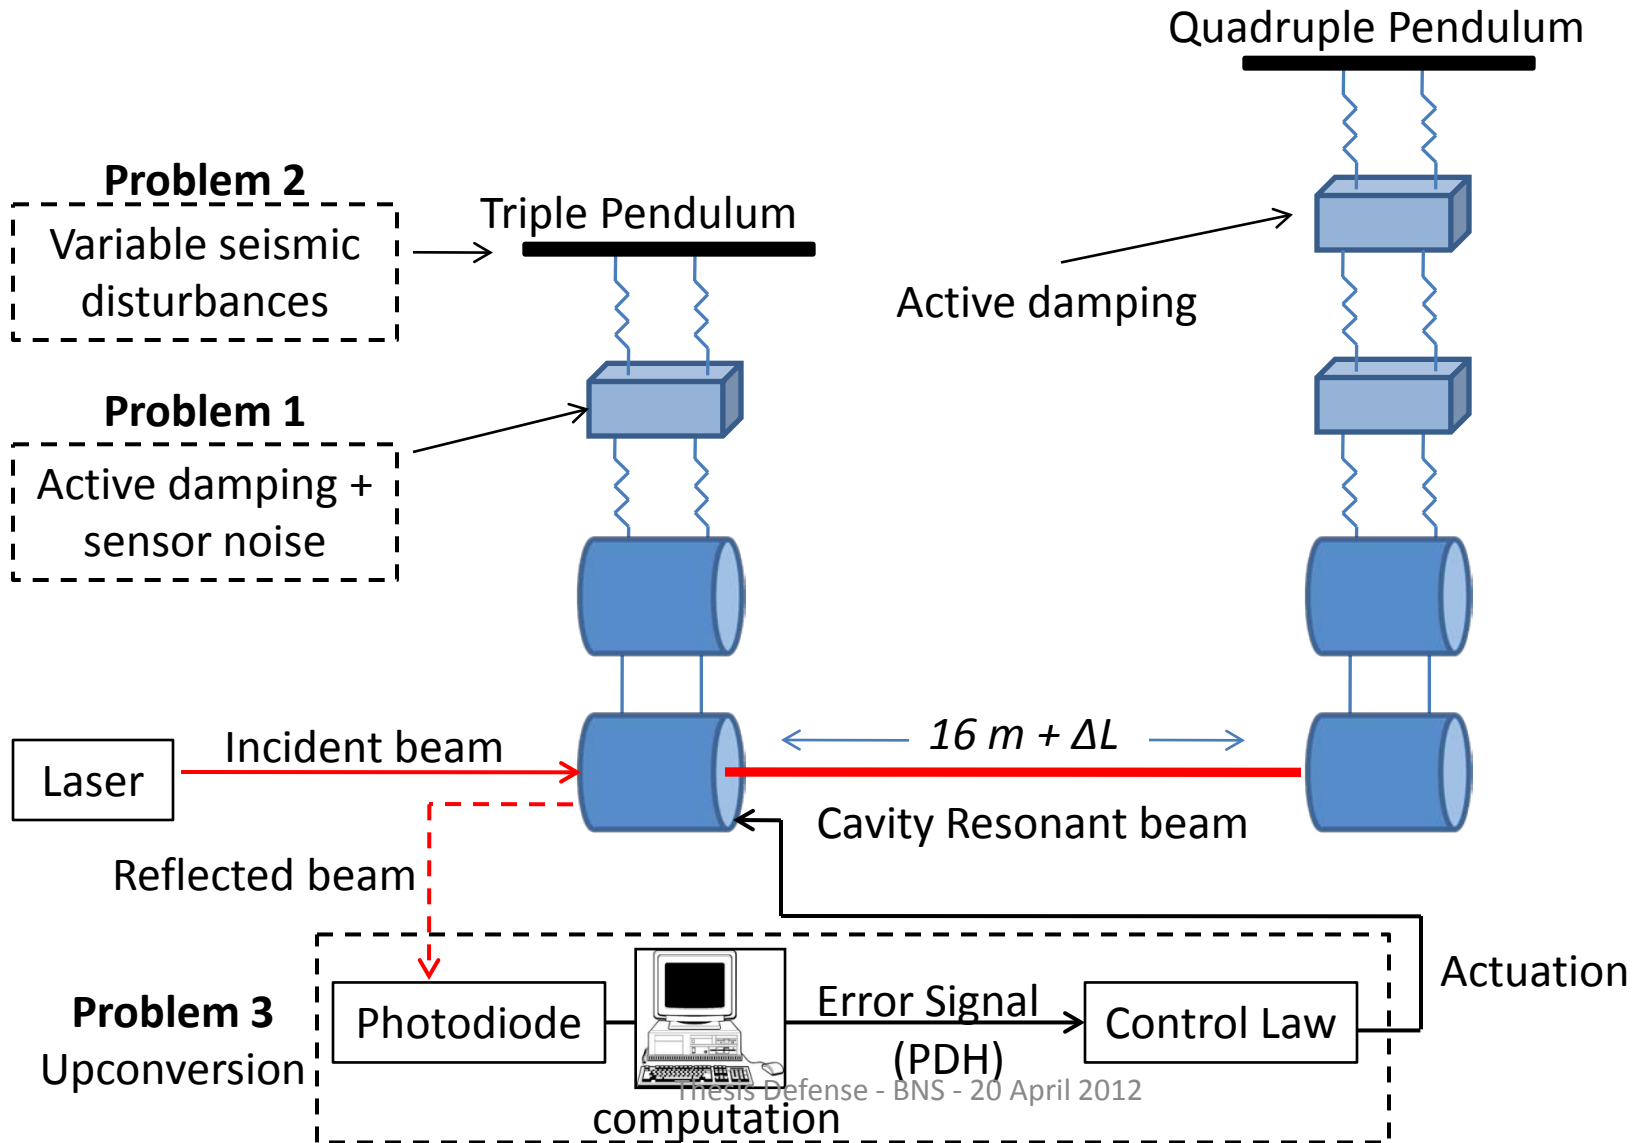 Quadruple Pendulum
Problem 2
Variable seismic
disturbances
Triple Pendulum
Active damping
Problem 1
Active damping +
sensor noise
Laser
Incident beam
16 m + ΔL
Cavity Resonant beam
Reflected beam
Problem 3
Upconversion
Photodiode
computation
Error Signal
(PDH)
Control Law
Actuation
Thesis Defense - BNS - 20 April 2012